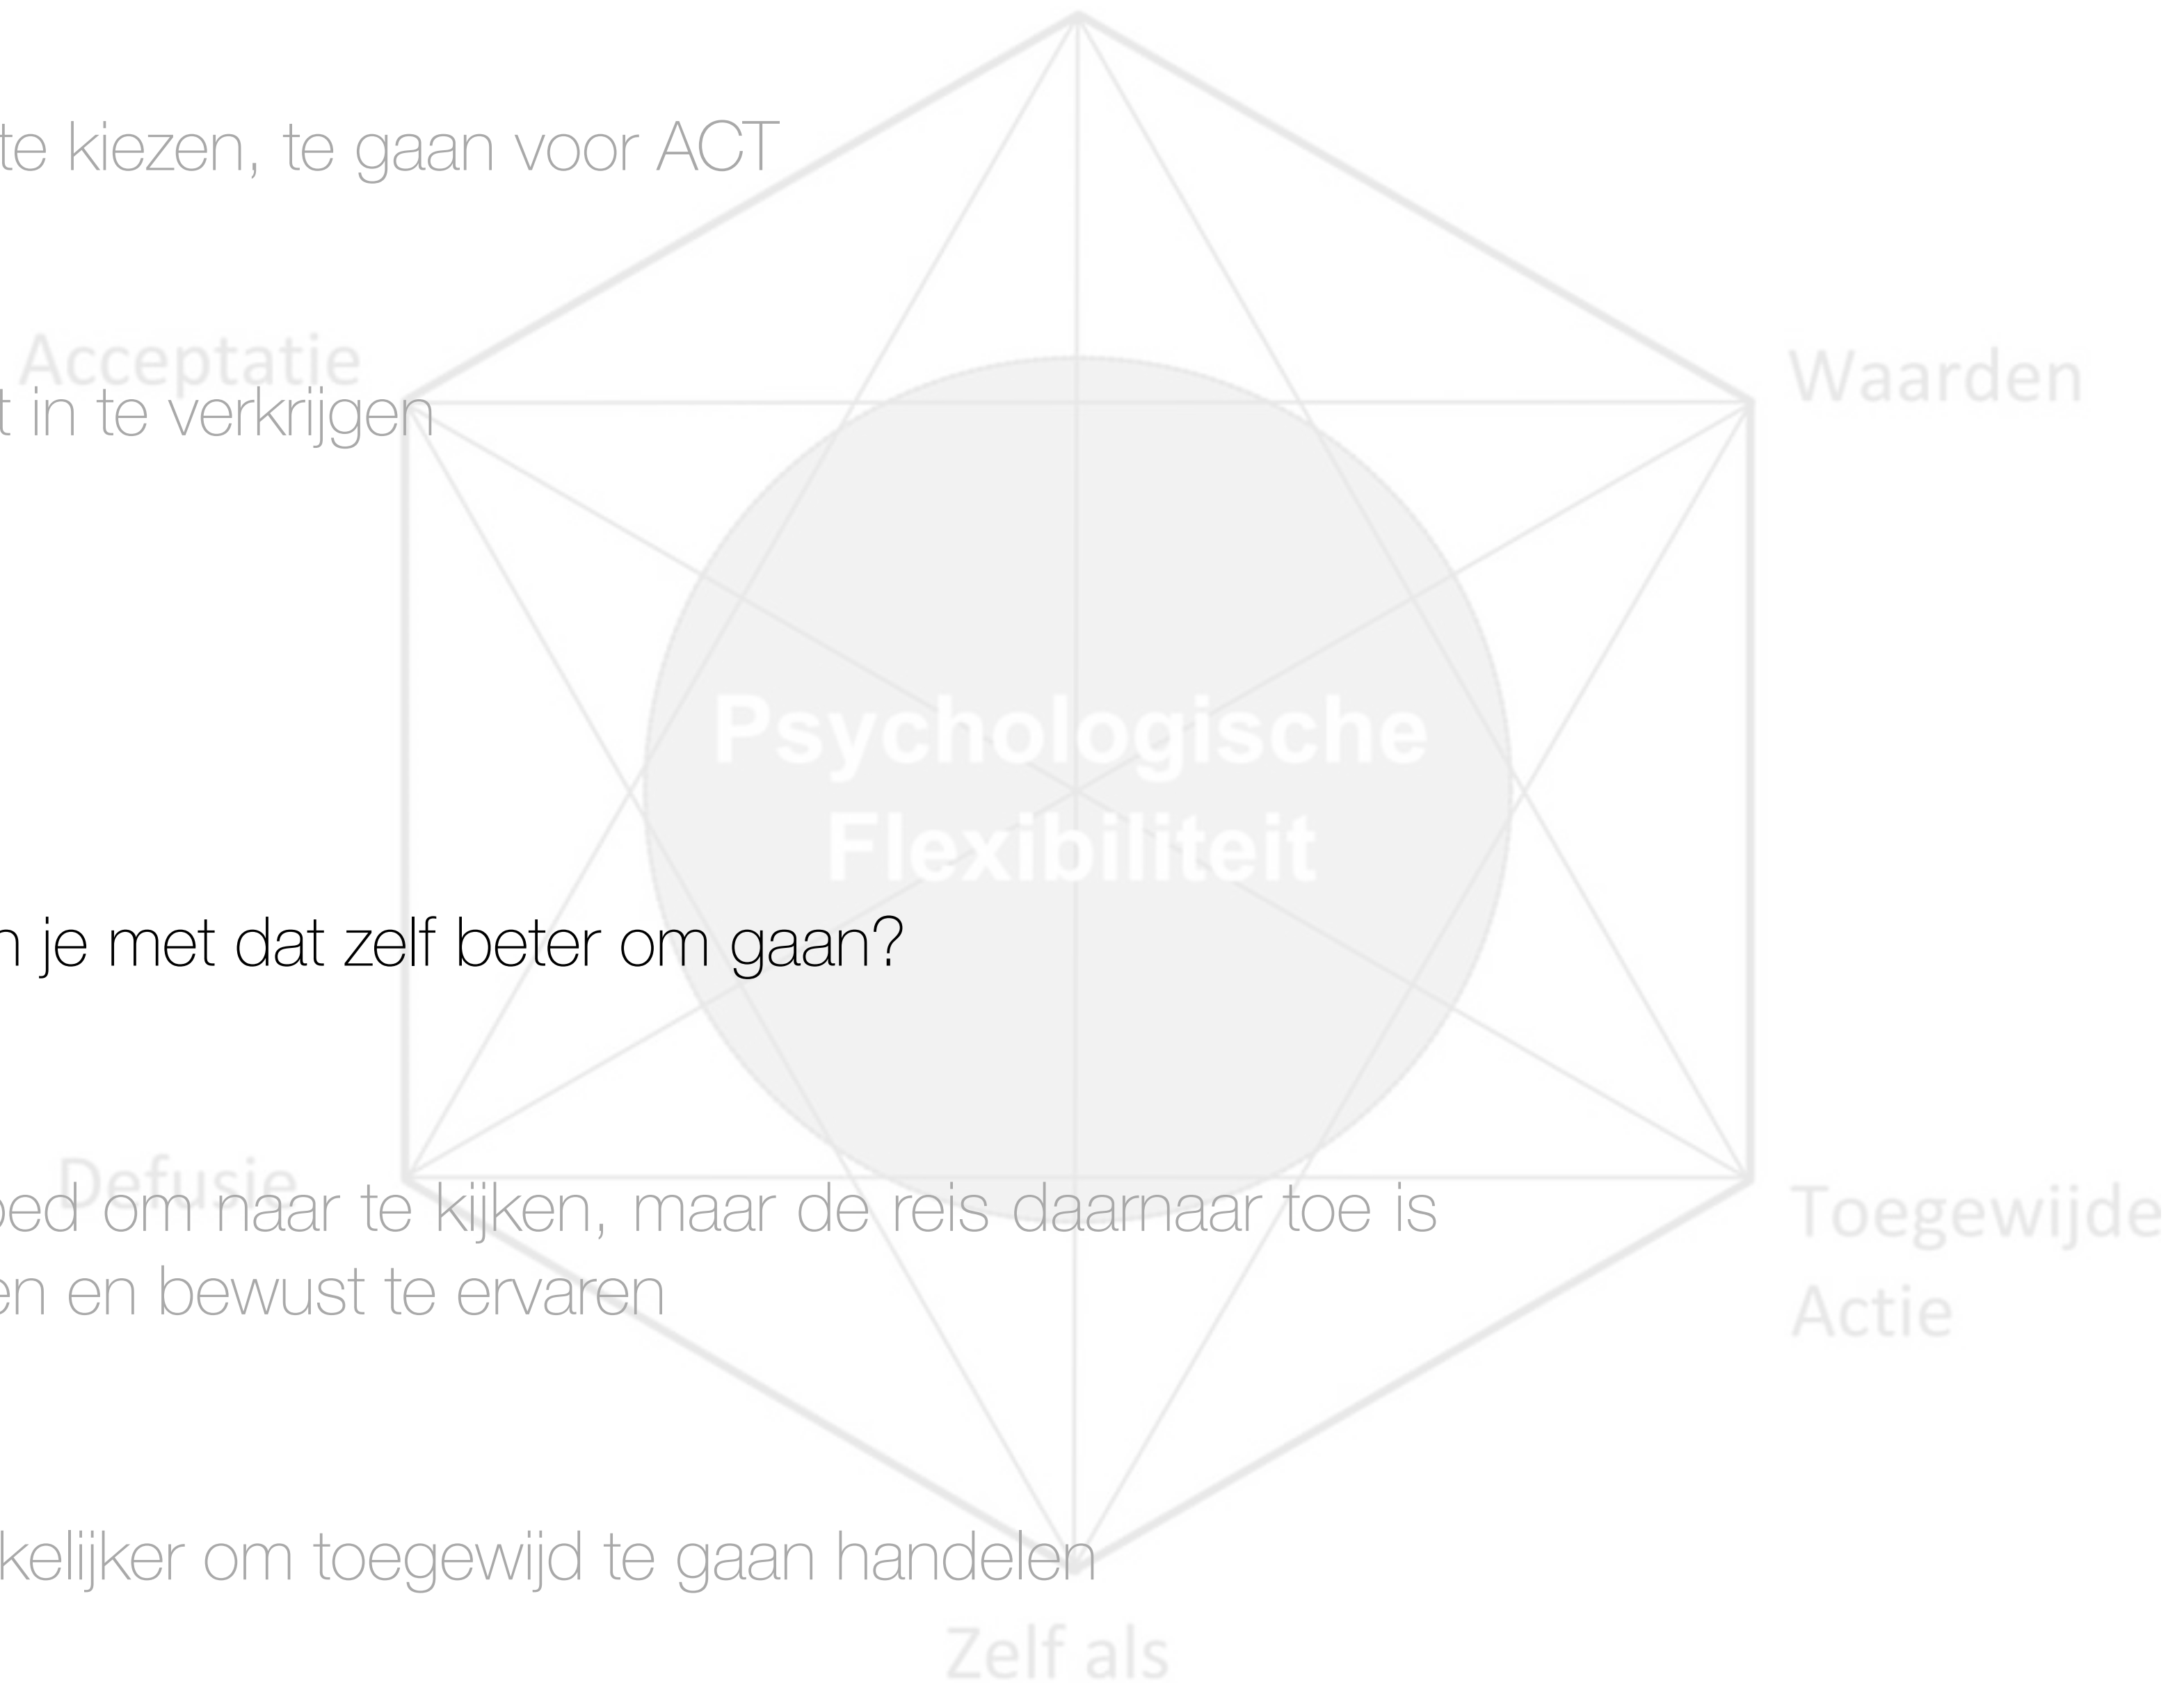 te kiezen, te gaan voor ACT
Acceptatie
Waarden
t in te verkrijgen
Psychologische
Flexibiliteit
n je met dat zelf beter om gaan?
Defusie
oed om naar te kijken, maar de reis daarnaar toe is
Toegewijde
en en bewust te ervaren
Actie
kelijker om toegewijd te gaan handelen
Zelf als